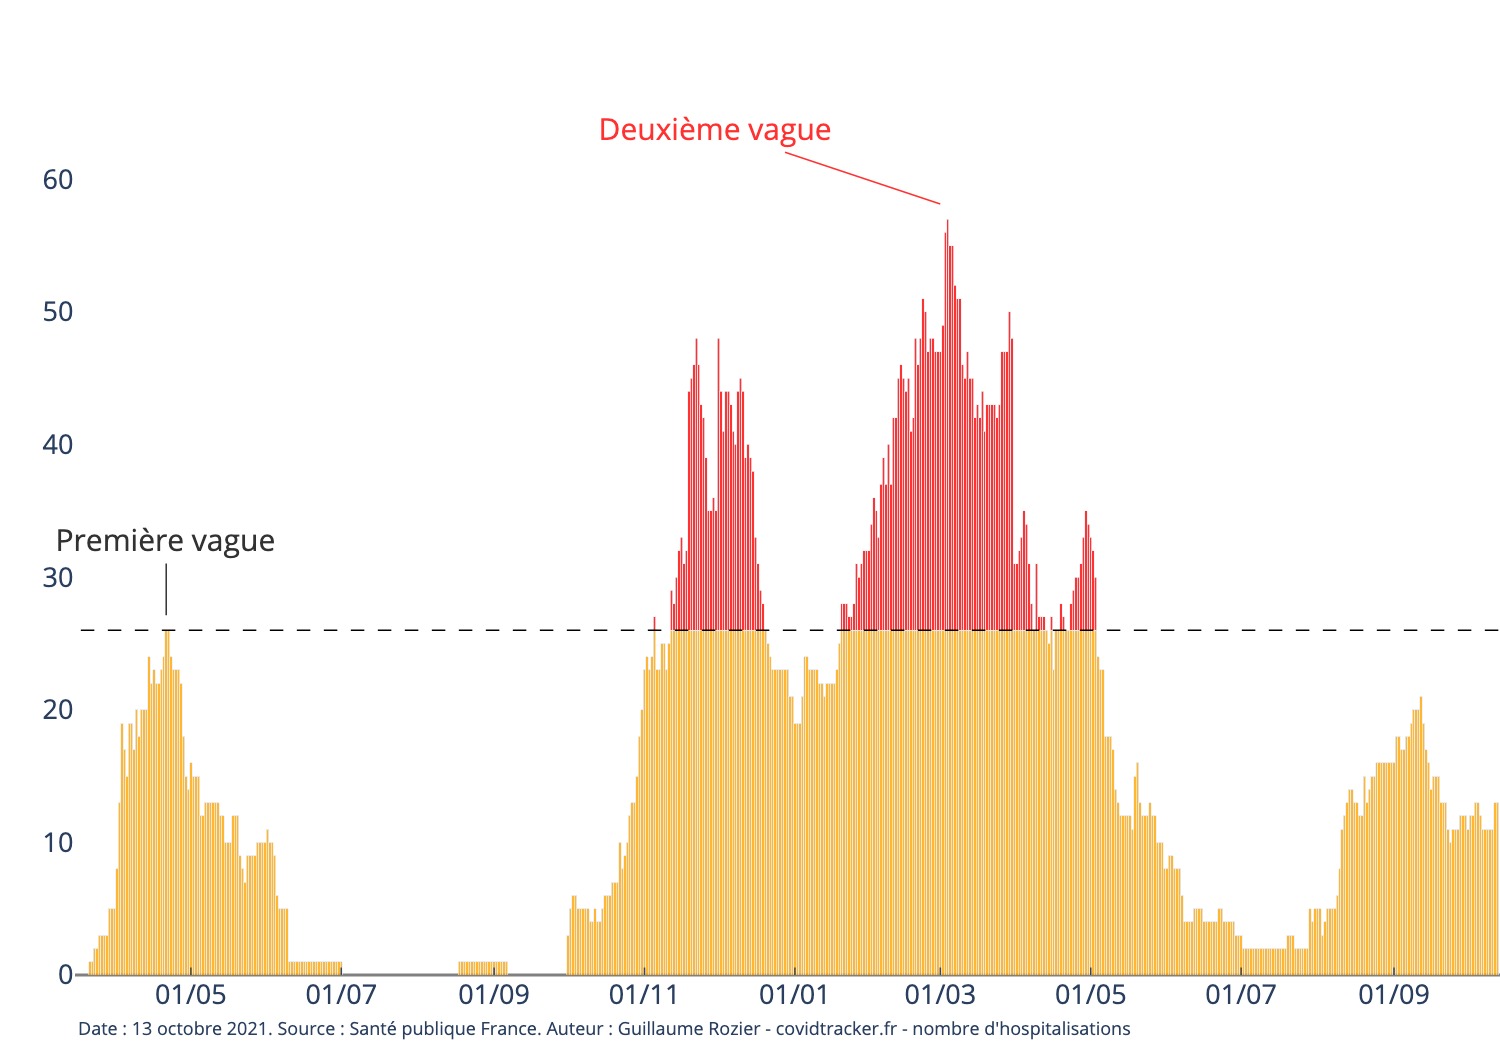 Deuxième vague
60
50
40
Première vague
30
20
10
0
01/05 01/07 01/09 01/11 01/01 01/03 01/05 01/07 01/09
Date : 13 octobre 2021. Source : Santé publique France. Auteur : Guillaume Rozier - covidtracker.fr - nombre d'hospitalisations